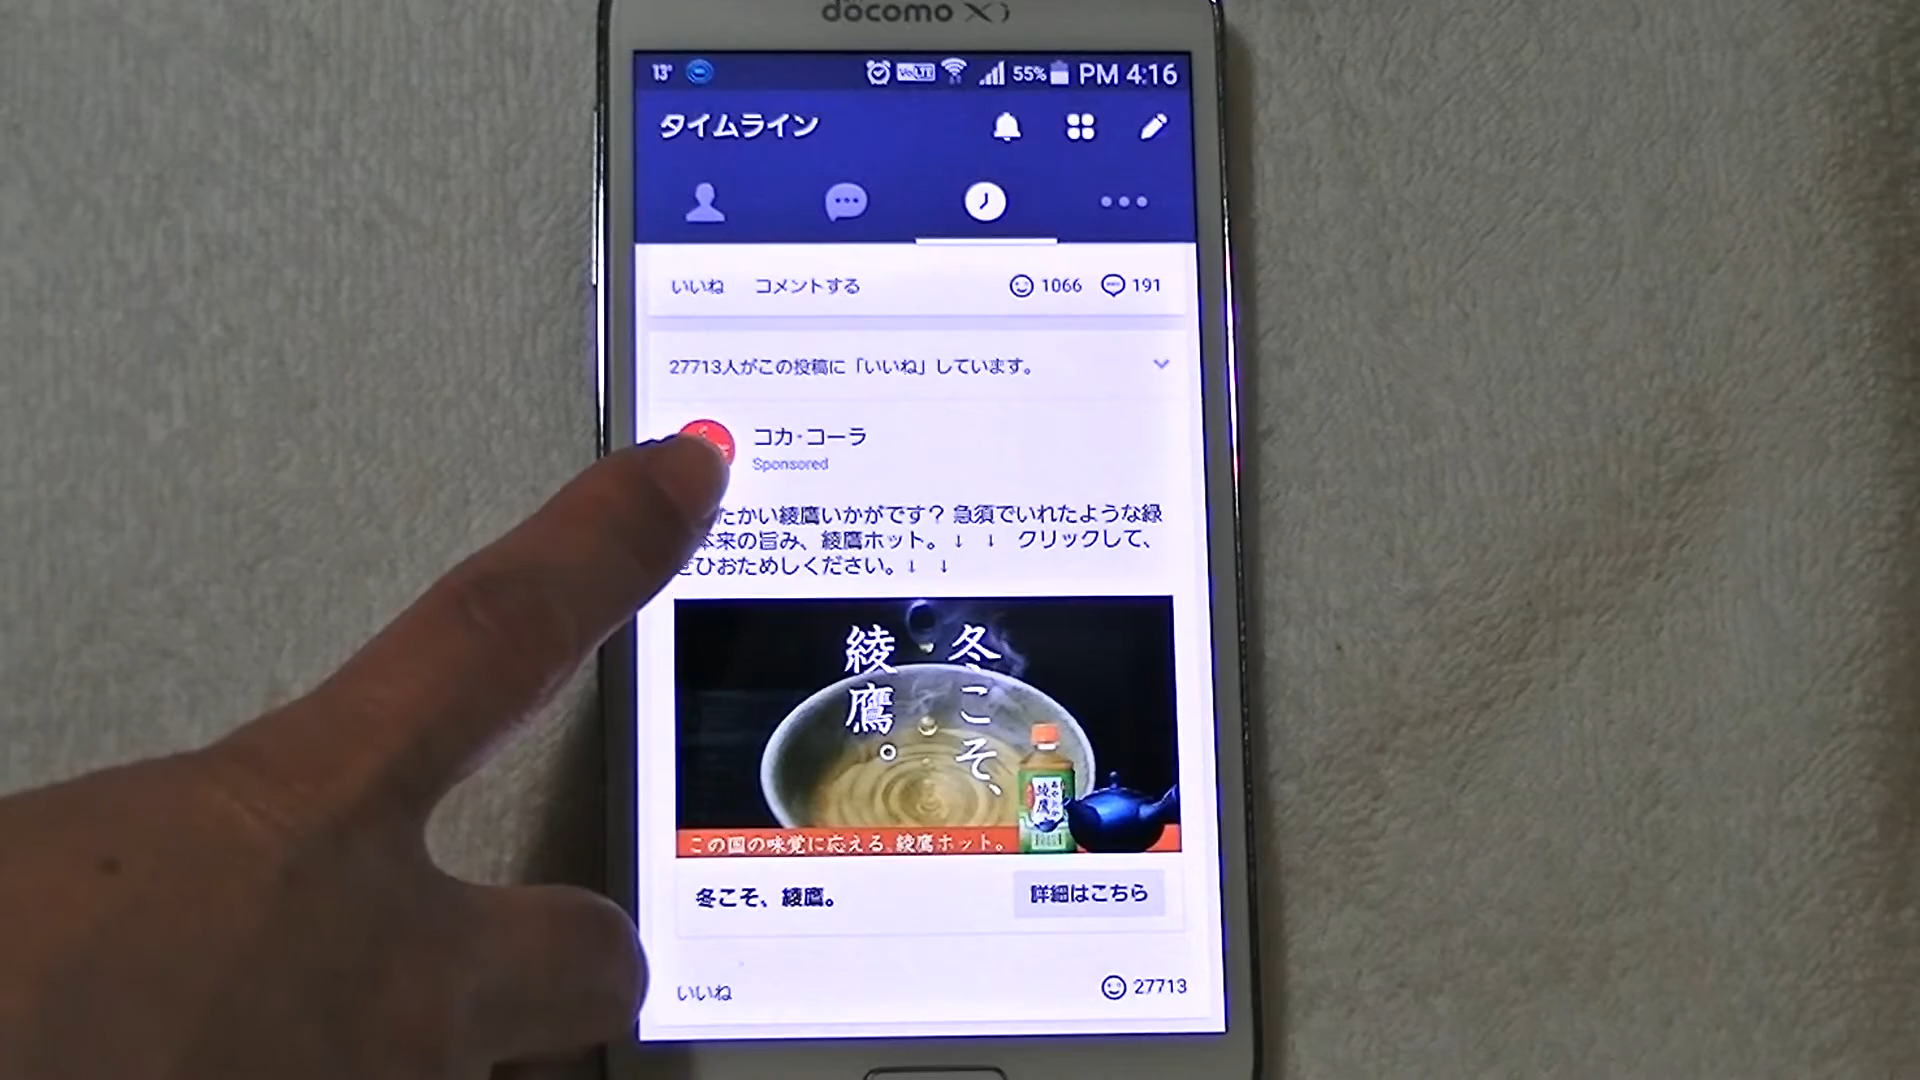 docomo Xi
13°
VoLTE 55% PM 4:16
タイムライン
いいね コメントする 1066 191
27713人がこの投稿に「いいね」しています。
コカ・コーラ
Sponsored
たかい綾鷹いかがです? 急須でいれたような緑
本来の旨み、綾鷹ホット。↓ ↓ クリックして、
ぜひおためしください。↓ ↓
冬こそ、
綾鷹。
綾鷹
この国の味覚に応える、綾鷹ホット。
冬こそ、綾鷹。 詳細はこちら
いいね 27713